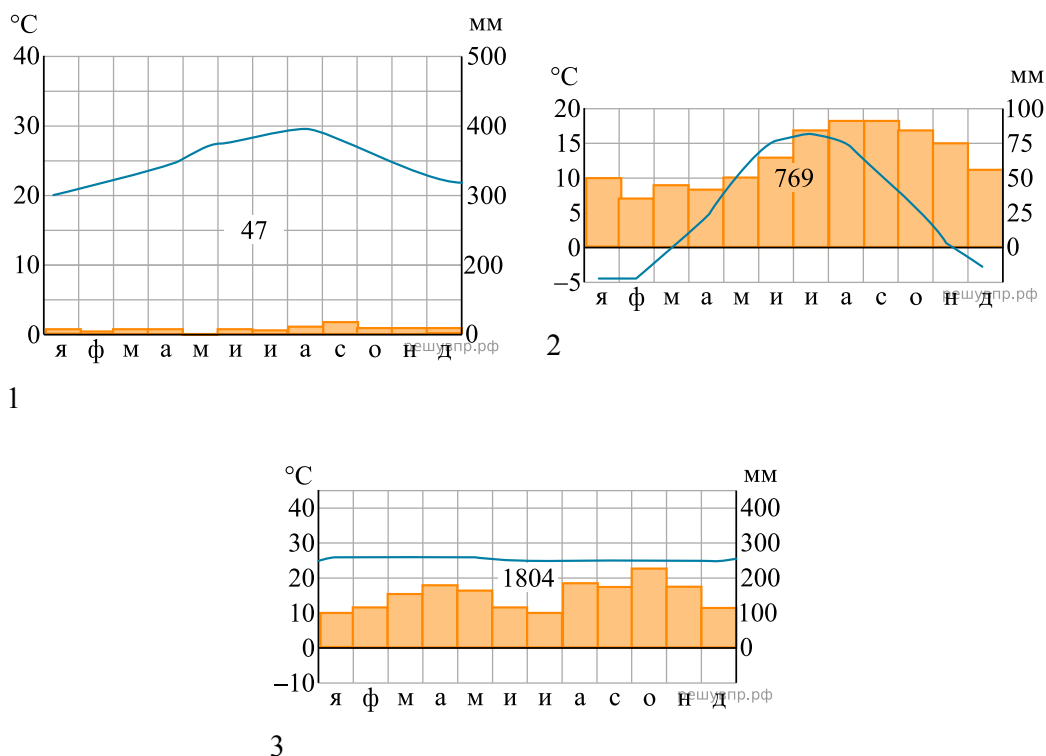 °C мм
40 500
30 400
20 300
10 200
0 0
47
я ф м а м и и а с о н д
решувпр.рф
1
°C мм
20 100
15 75
10 50
5 25
0 0
−5
769
я ф м а м и и а с о н д
решувпр.рф
2
°C мм
40 400
30 300
20 200
10 100
0 0
−10
1804
я ф м а м и и а с о н д
решувпр.рф
3